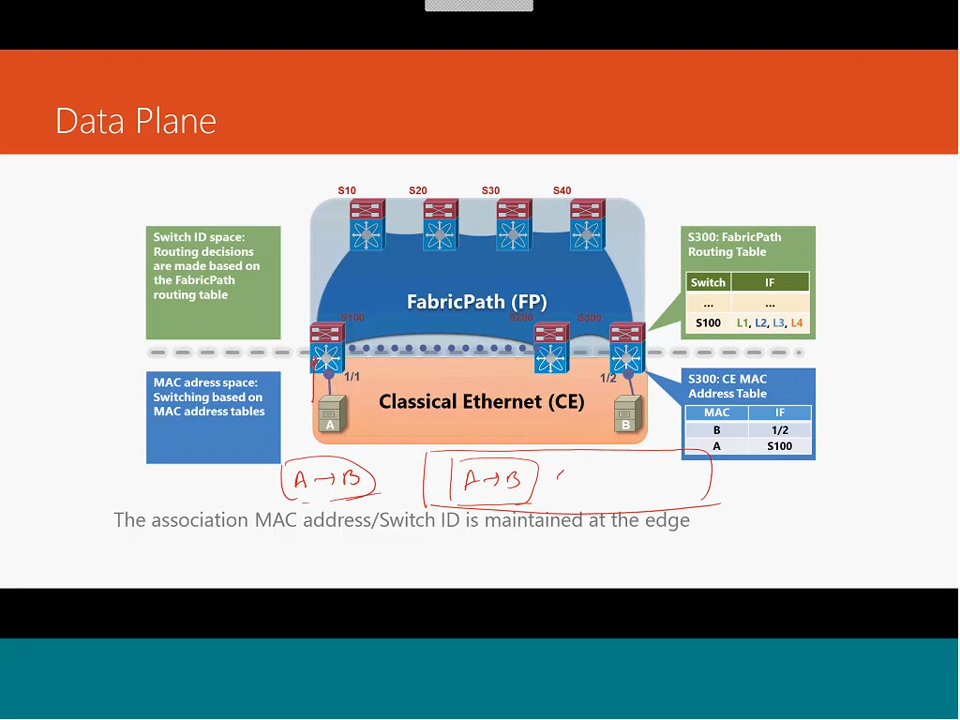 Data Plane
S10
S20
S30
S40
Switch ID space:
Routing decisions
are made based on
the FabricPath
routing table
S300: FabricPath
Routing Table
Switch IF
... ...
S100 L1, L2, L3, L4
FabricPath (FP)
S100
S200
S300
1/1
1/2
MAC adress space:
Switching based on
MAC address tables
Classical Ethernet (CE)
A
B
S300: CE MAC
Address Table
MAC IF
B 1/2
A S100
A→B
A→B
The association MAC address/Switch ID is maintained at the edge